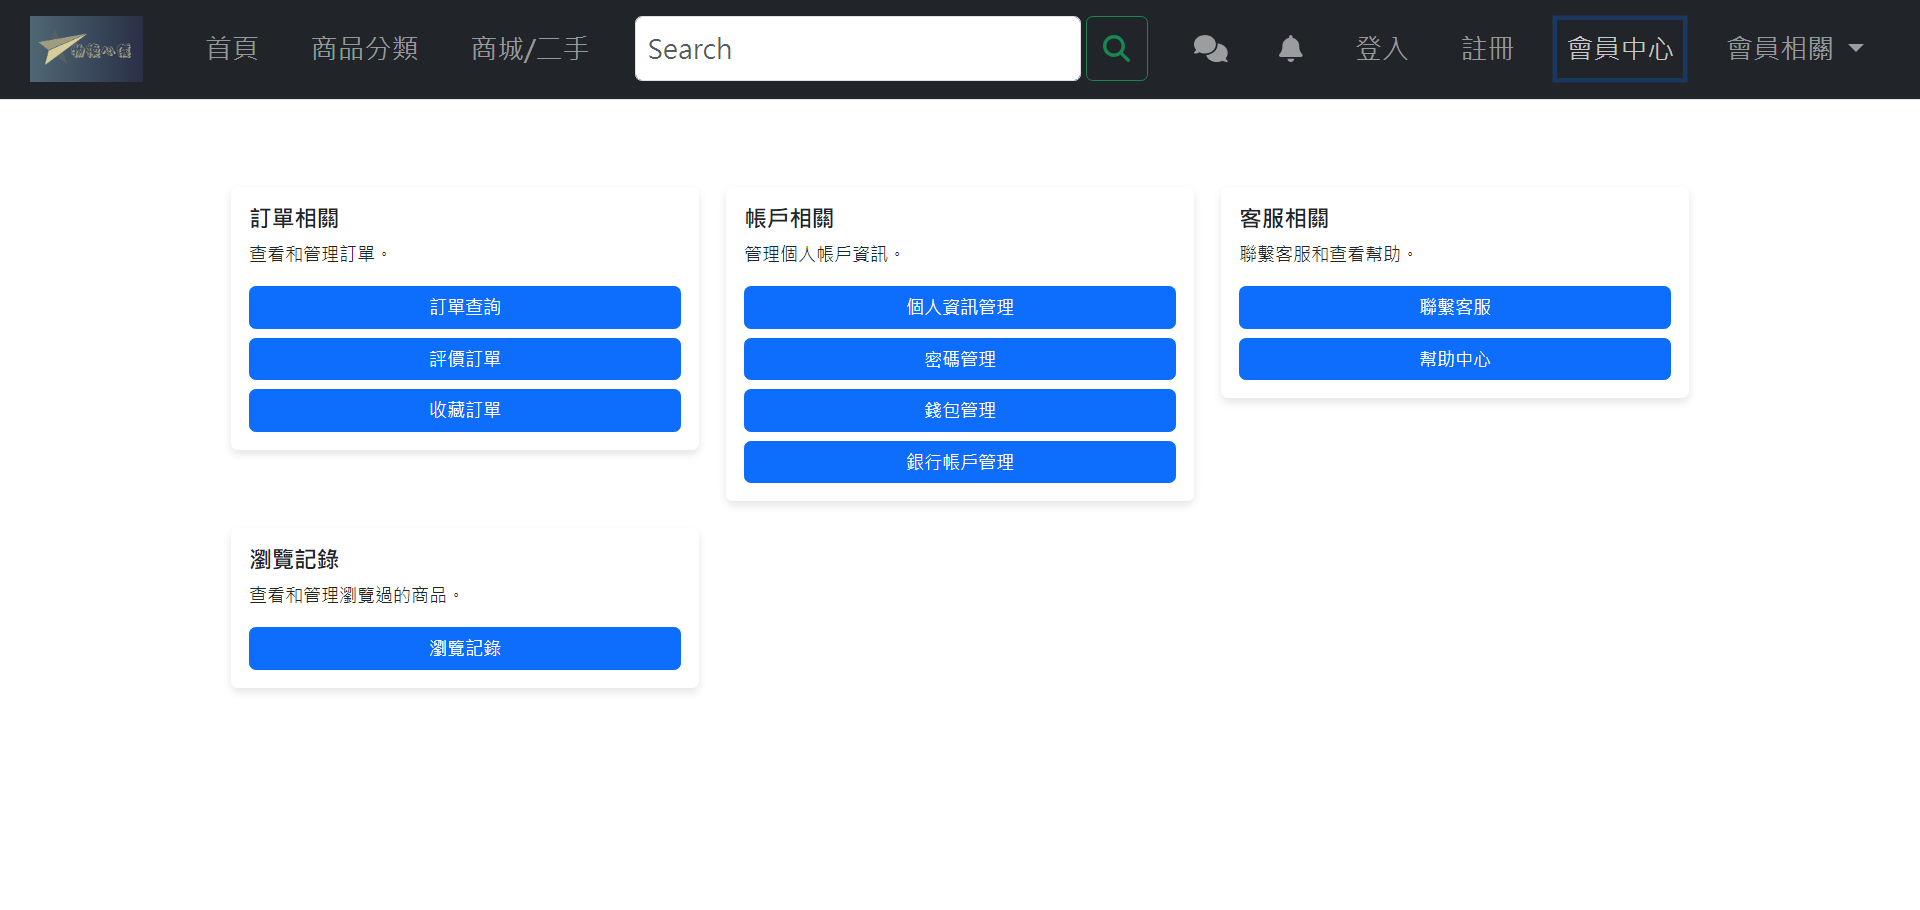 首頁 商品分類 商城/二手 Search 登入 註冊 會員中心 會員相關
訂單相關
查看和管理訂單。
訂單查詢
評價訂單
收藏訂單
帳戶相關
管理個人帳戶資訊。
個人資訊管理
密碼管理
錢包管理
銀行帳戶管理
客服相關
聯繫客服和查看幫助。
聯繫客服
幫助中心
瀏覽記錄
查看和管理瀏覽過的商品。
瀏覽記錄